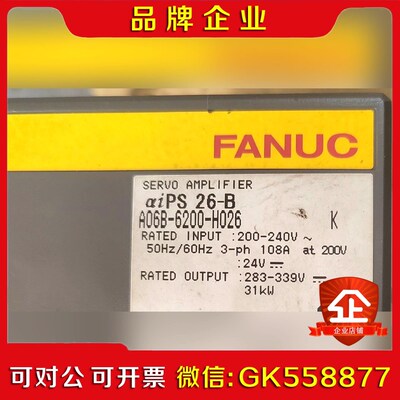 品牌企业
FANUC
SERVO AMPLIFIER
αiPS 26-B
A06B-6200-H026 K
RATED INPUT :200-240V ~
50Hz/60Hz 3-ph 108A at 200V
:24V ⎓
RATED OUTPUT :283-339V ⎓
31kW
企
企业店铺
可对公 可开票 微信:GK558877